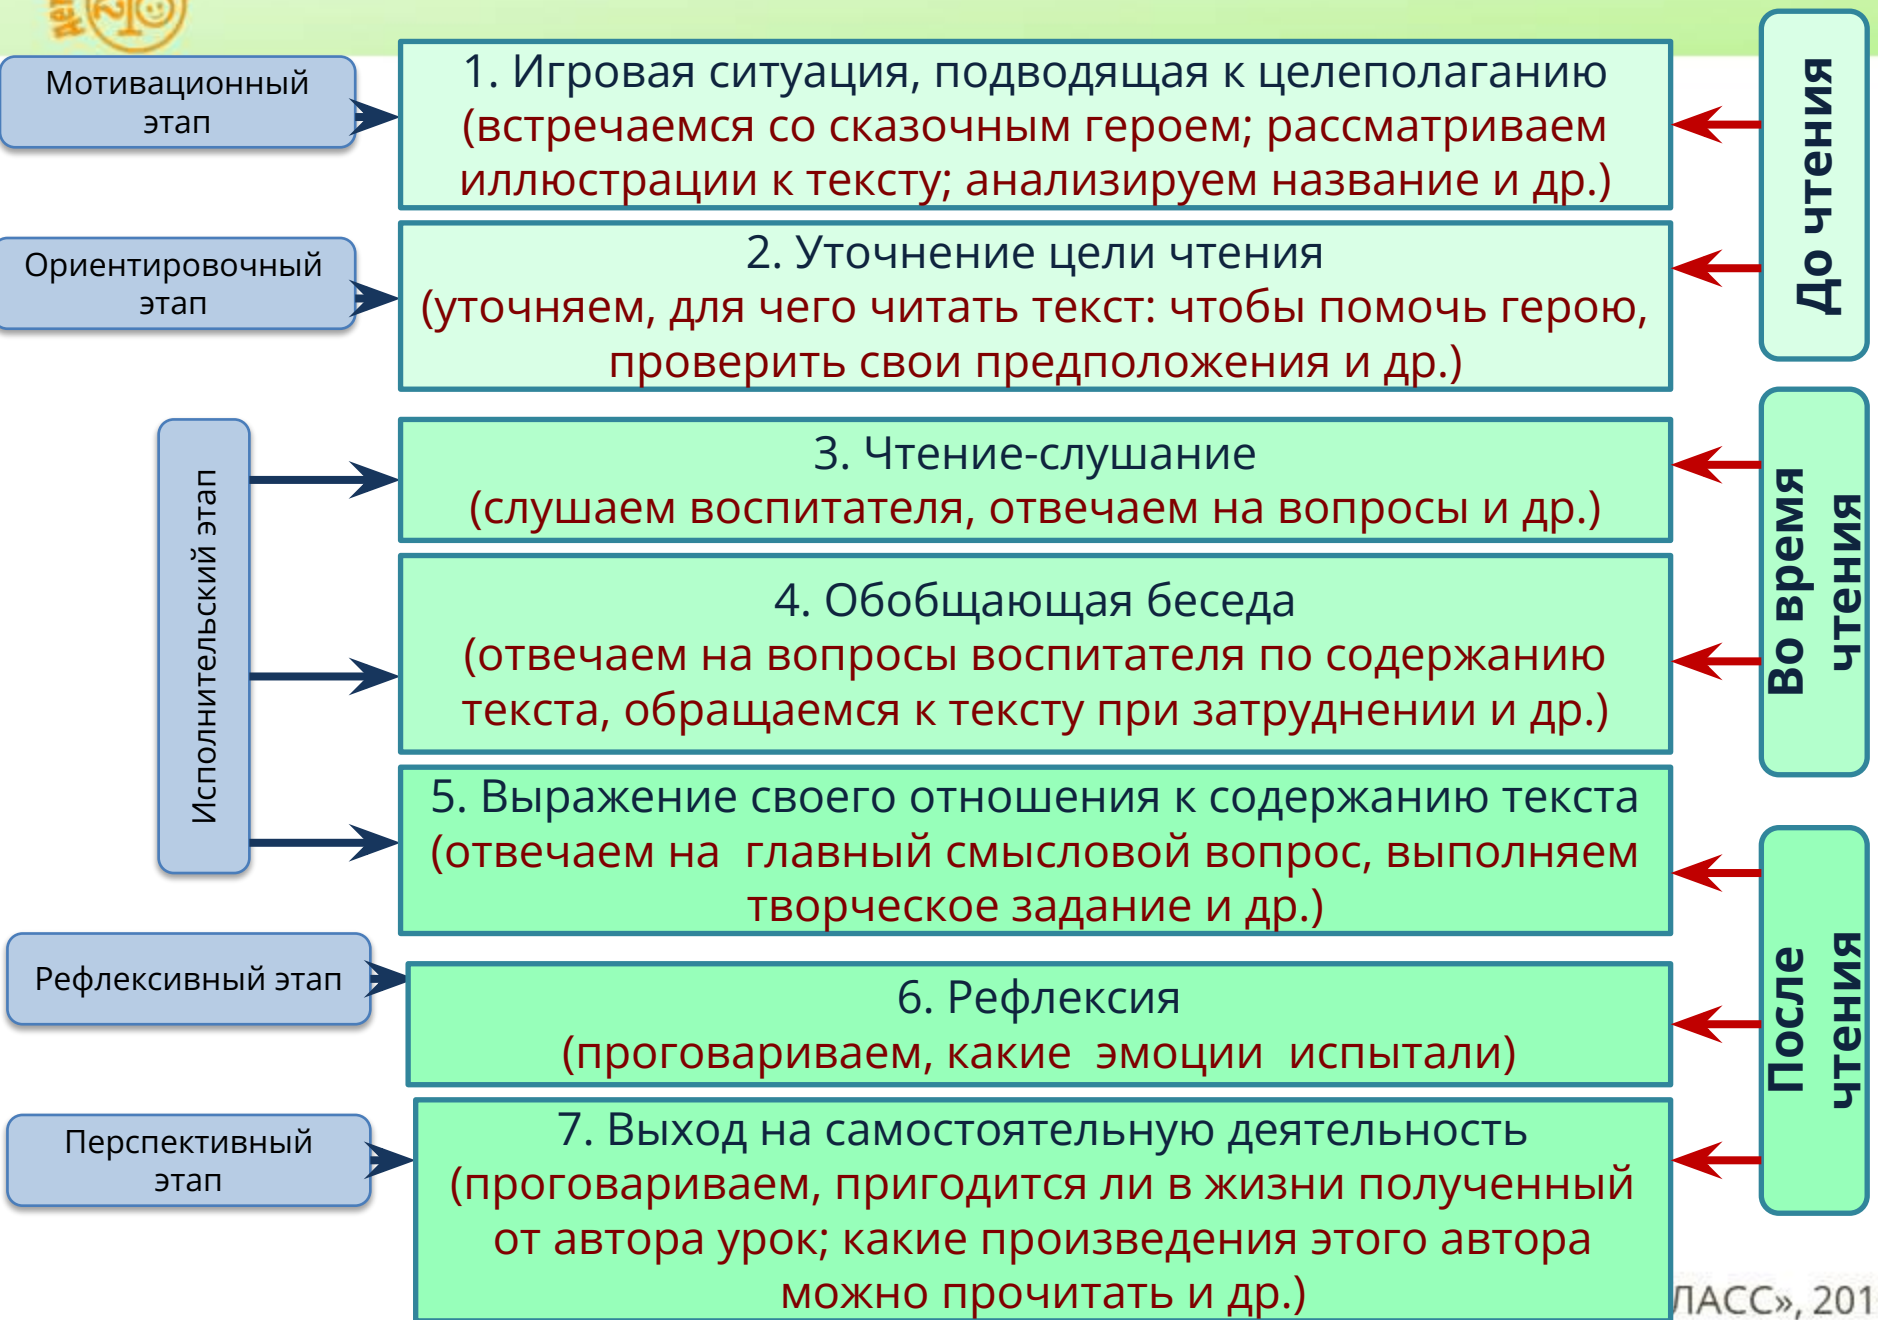 Мотивационный
этап
1. Игровая ситуация, подводящая к целеполаганию
(встречаемся со сказочным героем; рассматриваем
иллюстрации к тексту; анализируем название и др.)
До чтения
Ориентировочный
этап
2. Уточнение цели чтения
(уточняем, для чего читать текст: чтобы помочь герою,
проверить свои предположения и др.)
Исполнительский этап
3. Чтение-слушание
(слушаем воспитателя, отвечаем на вопросы и др.)
Во время
чтения
4. Обобщающая беседа
(отвечаем на вопросы воспитателя по содержанию
текста, обращаемся к тексту при затруднении и др.)
5. Выражение своего отношения к содержанию текста
(отвечаем на  главный смысловой вопрос, выполняем
творческое задание и др.)
После
чтения
Рефлексивный этап
6. Рефлексия
(проговариваем, какие  эмоции  испытали)
Перспективный
этап
7. Выход на самостоятельную деятельность
(проговариваем, пригодится ли в жизни полученный
от автора урок; какие произведения этого автора
можно прочитать и др.)
ЛАСС», 201